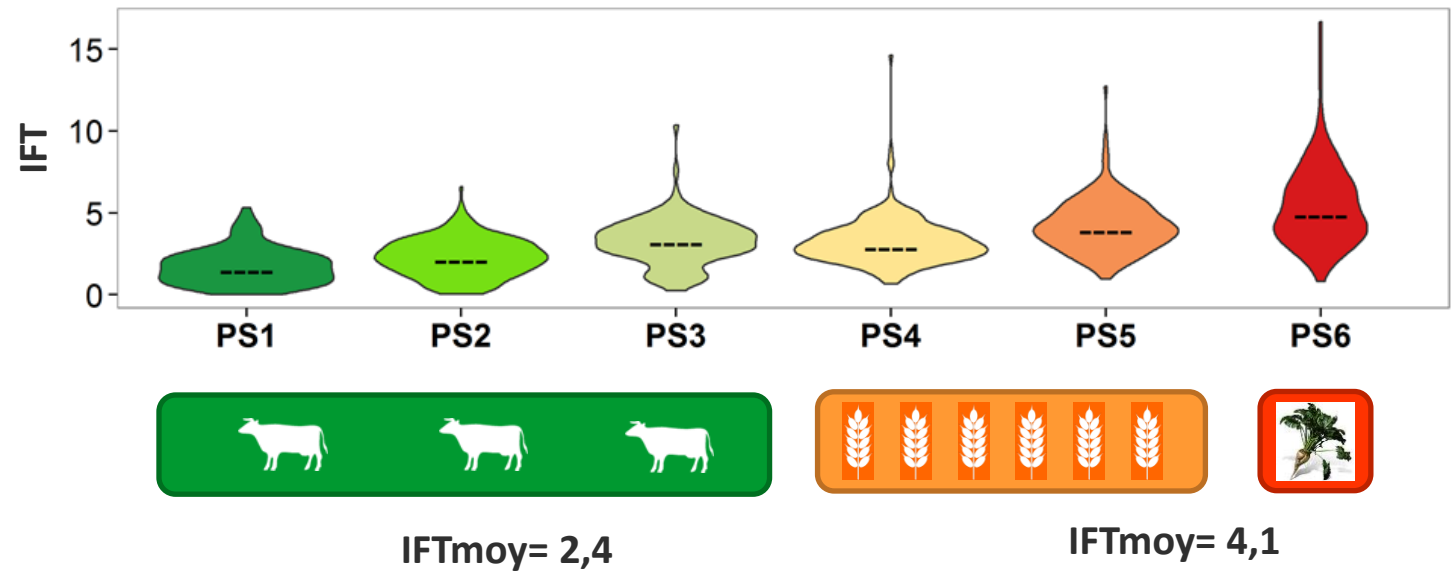 15
10
5
0
IFT
PS1 PS2 PS3 PS4 PS5 PS6
IFTmoy= 2,4
IFTmoy= 4,1